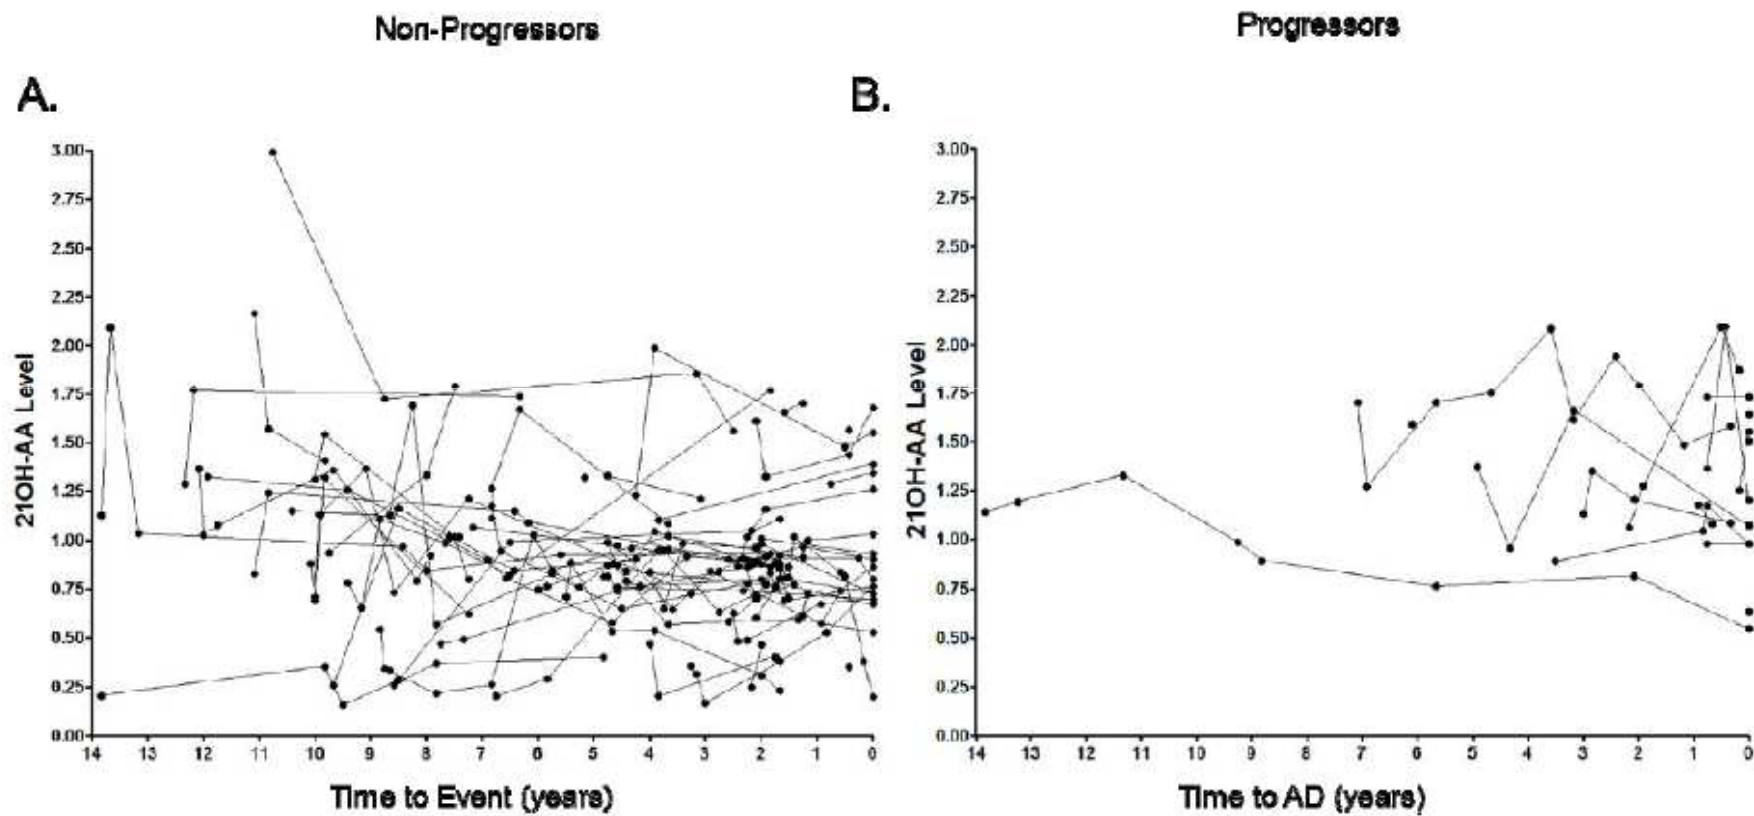 Non-Progressors
Progressors
A.
B.
3.00
2.75
2.50
2.25
2.00
1.75
1.50
1.25
1.00
0.75
0.50
0.25
0.00
21OH-AA Level
14 13 12 11 10 9 8 7 6 5 4 3 2 1 0
Time to Event (years)
3.00
2.75
2.50
2.25
2.00
1.75
1.50
1.25
1.00
0.75
0.50
0.25
0.00
21OH-AA Level
14 13 12 11 10 9 8 7 6 5 4 3 2 1 0
Time to AD (years)